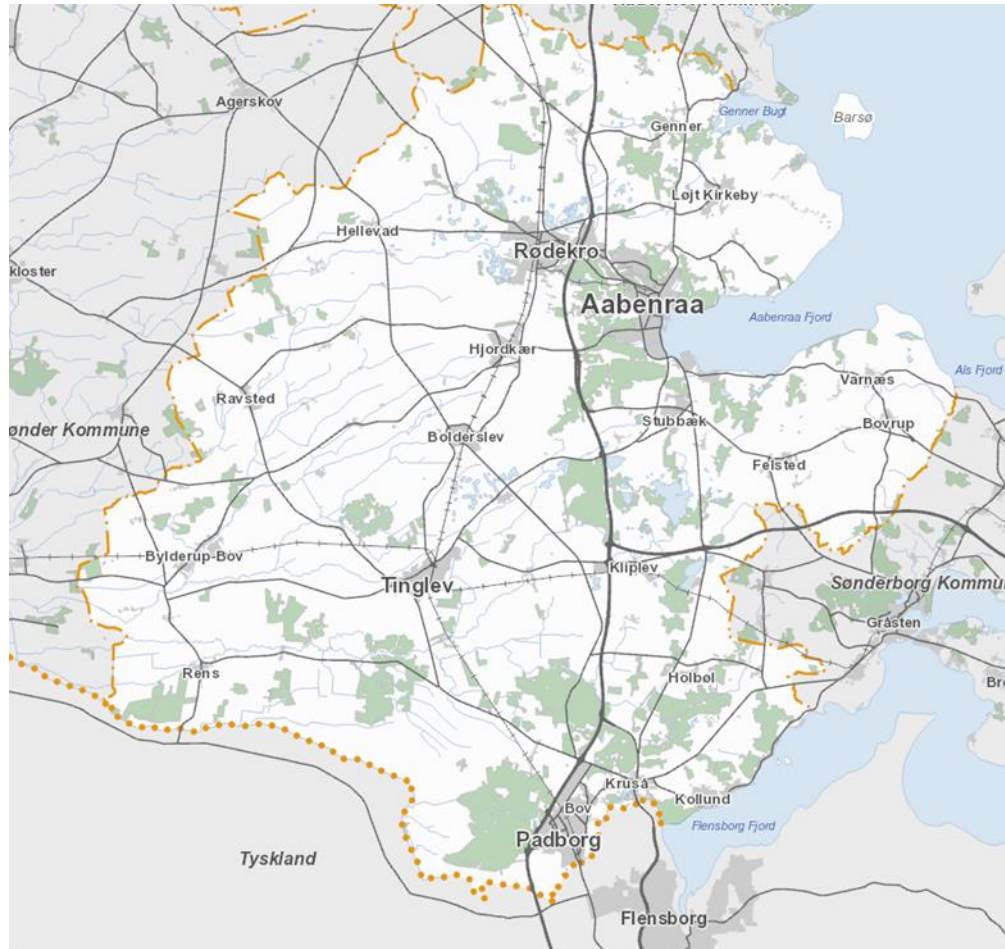 Agerskov
Genner Bugt
Barsø
Genner
Løjt Kirkeby
Hellevad
Rødekro
kloster
Aabenraa
Aabenraa Fjord
Hjordkær
Als Fjord
Varnæs
Ravsted
Stubbæk
Bovrup
ønder Kommune
Bolderslev
Felsted
Bylderup-Bov
Kliplev
Tinglev
Sønderborg Kommun
Gråsten
Rens
Holbøl
Bro
Kruså
Kollund
Bov
Flensborg Fjord
Padborg
Tyskland
Flensborg